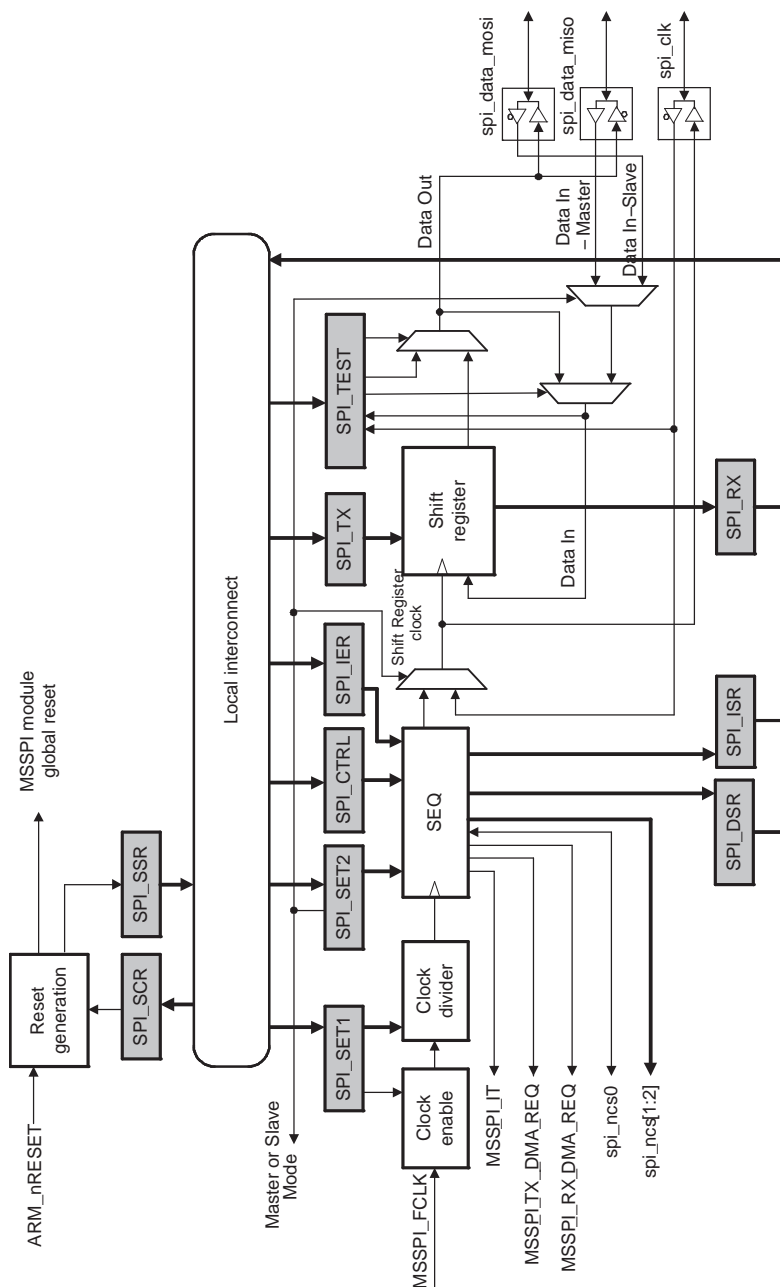 ARM_nRESET
Reset
generation
MSSPI module
global reset
SPI_SCR
SPI_SSR
Local interconnect
Master or Slave
Mode
SPI_SET1
SPI_SET2
SPI_CTRL
SPI_IER
SPI_TX
SPI_TEST
MSSPI_FCLK
Clock
enable
Clock
divider
SEQ
Shift Register
clock
Shift
register
Data In
Data Out
Data In
–Master
Data In–Slave
spi_data_mosi
spi_data_miso
spi_clk
MSSPI_IT
MSSPI_TX_DMA_REQ
MSSPI_RX_DMA_REQ
spi_ncs0
spi_ncs[1:2]
SPI_DSR
SPI_ISR
SPI_RX